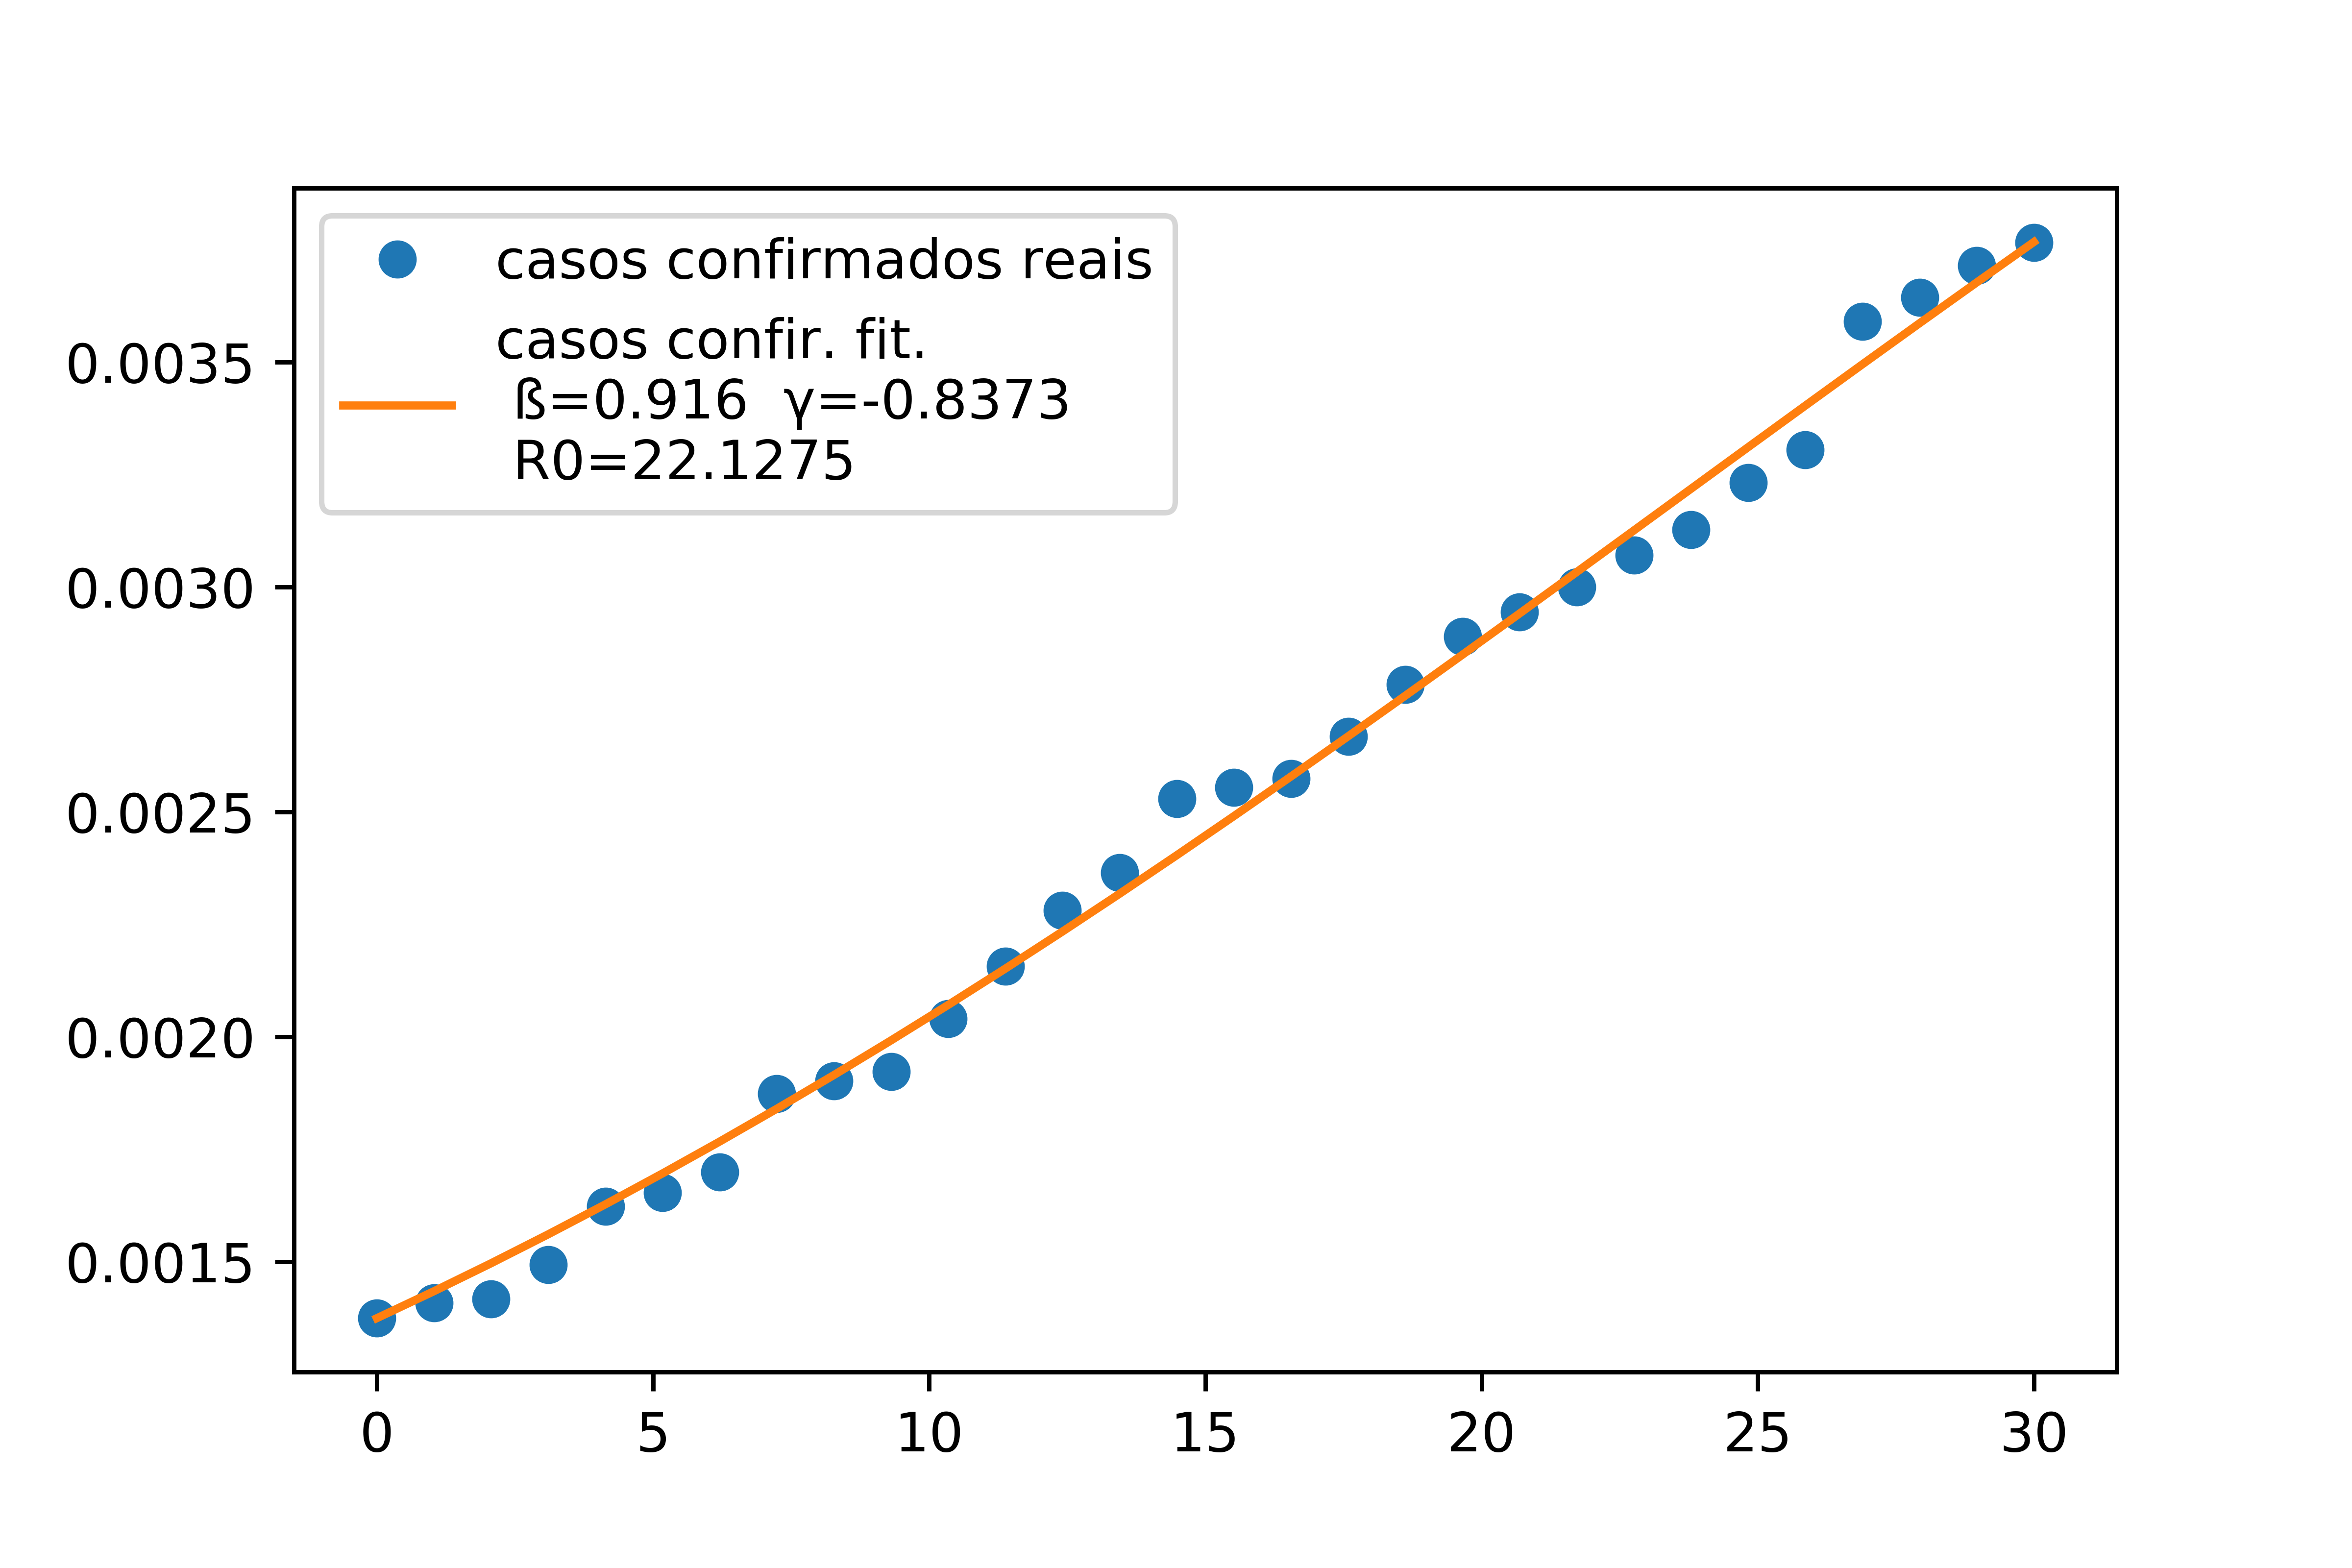 casos confirmados reais
casos confir. fit.
ß=0.916 γ=-0.8373
R0=22.1275
0.0035
0.0030
0.0025
0.0020
0.0015
0 5 10 15 20 25 30